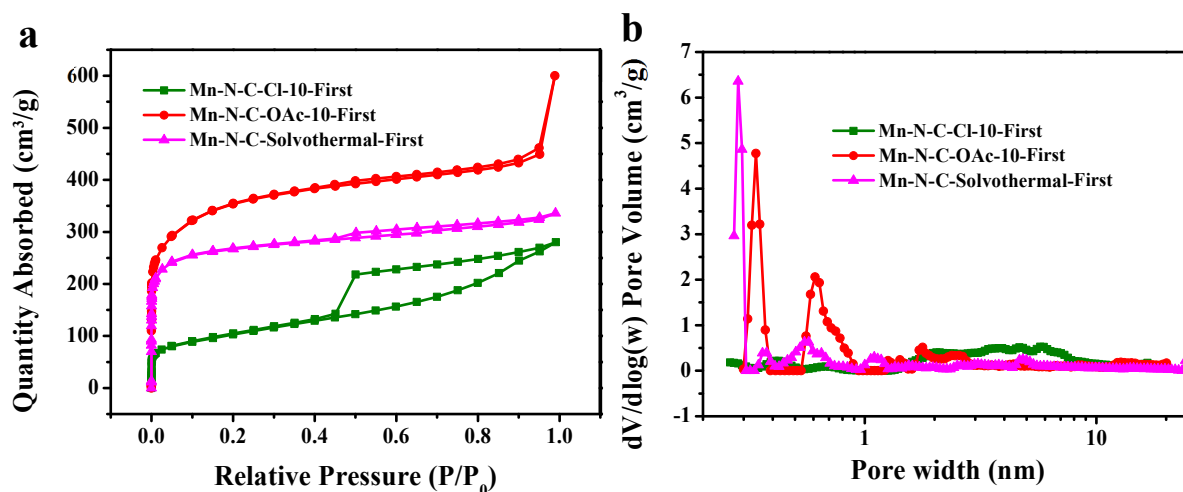 a
Quantity Absorbed (cm³/g)
600
500
400
300
200
100
0
Mn-N-C-Cl-10-First
Mn-N-C-OAc-10-First
Mn-N-C-Solvothermal-First
0.0 0.2 0.4 0.6 0.8 1.0
Relative Pressure (P/P₀)
b
dV/dlog(w) Pore Volume (cm³/g)
7
6
5
4
3
2
1
0
-1
Mn-N-C-Cl-10-First
Mn-N-C-OAc-10-First
Mn-N-C-Solvothermal-First
1 10
Pore width (nm)